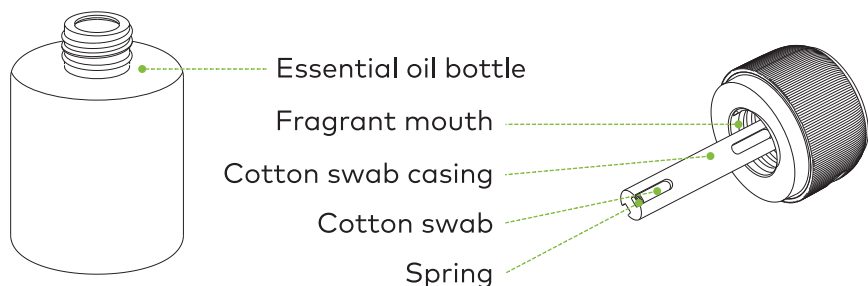 Essential oil bottle
Fragrant mouth
Cotton swab casing
Cotton swab
Spring